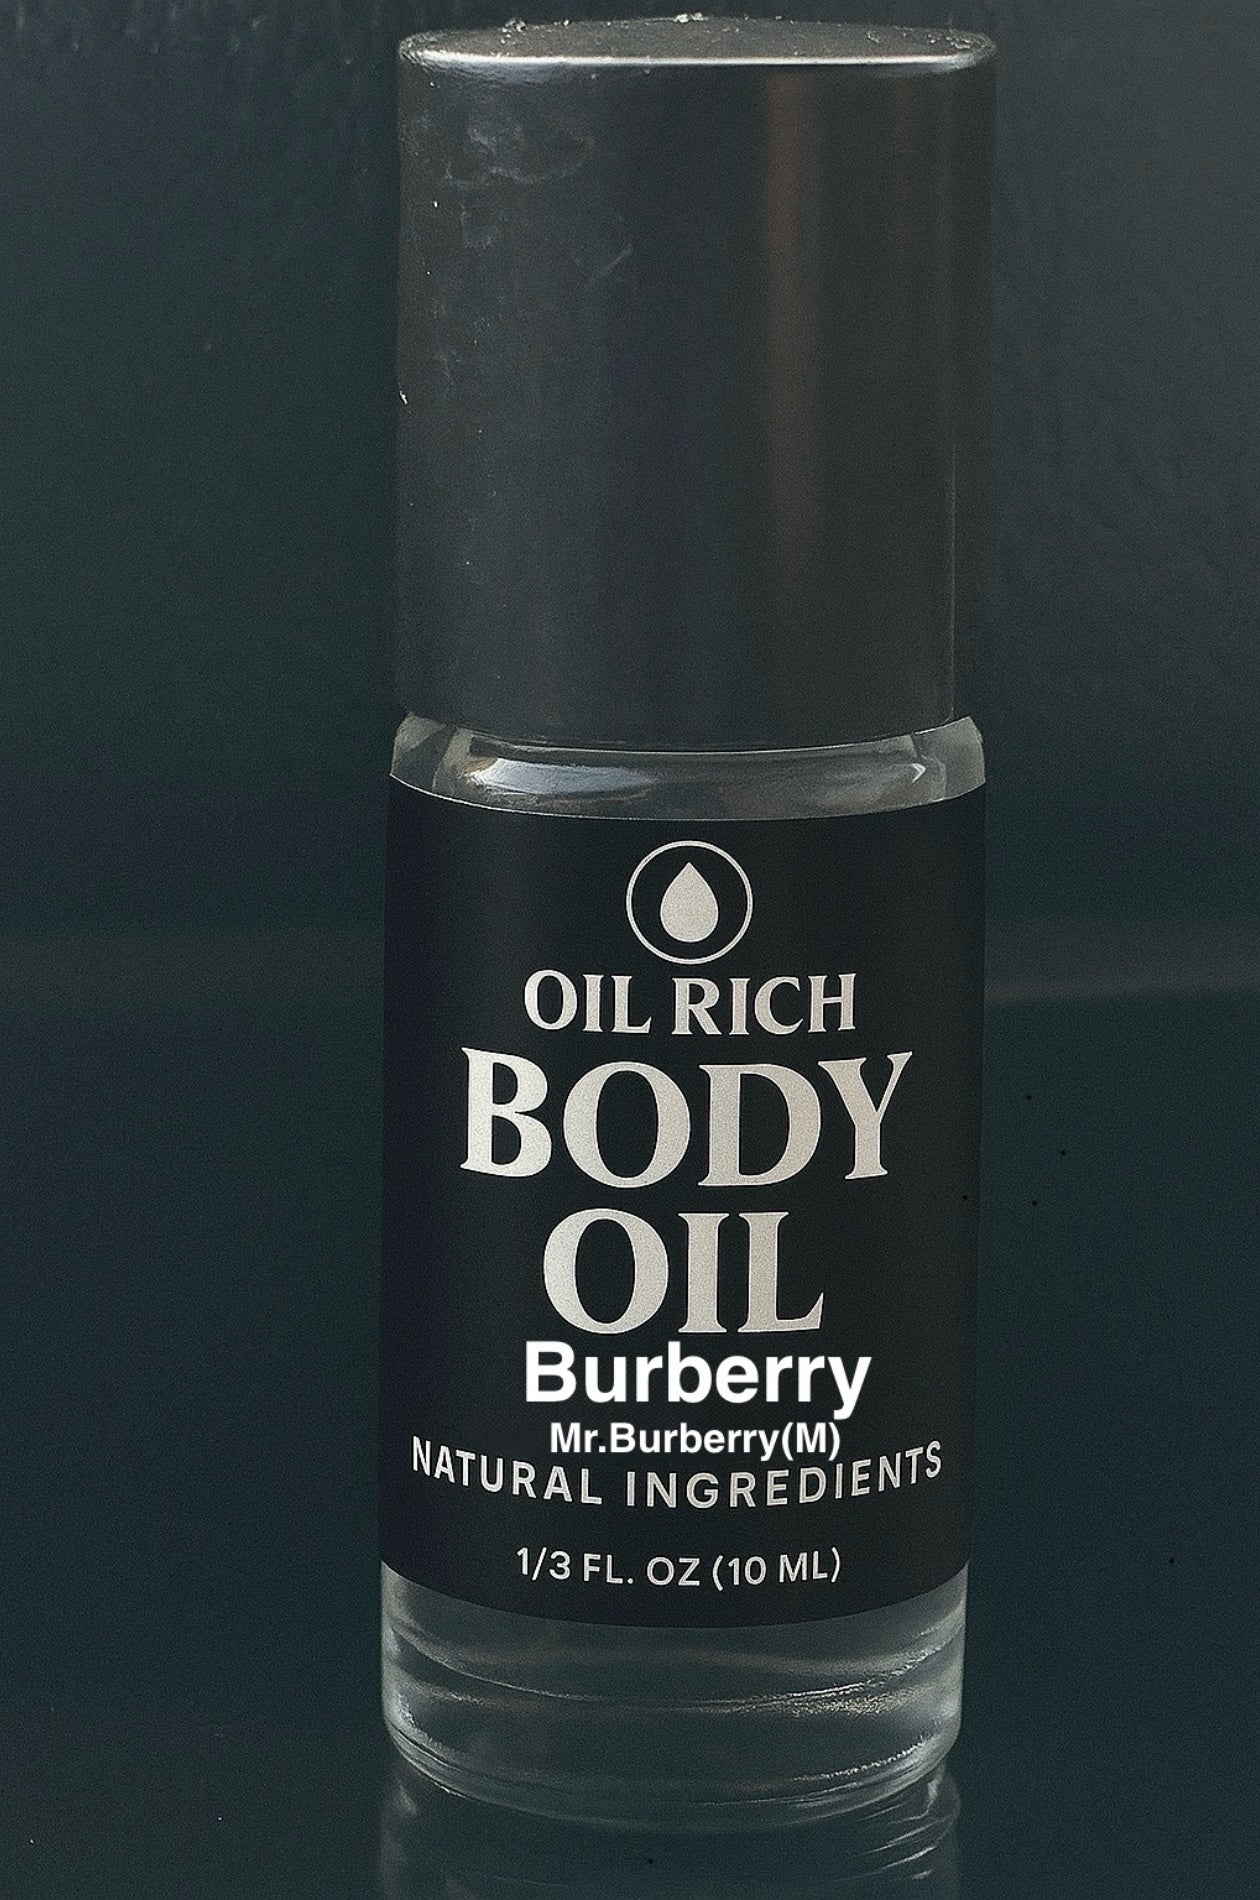 OIL RICH
BODY
OIL
Burberry
Mr.Burberry(M)
NATURAL INGREDIENTS
1/3 FL. OZ (10 ML)